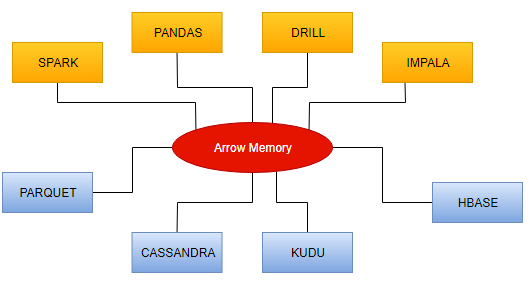 PANDAS
DRILL
SPARK
IMPALA
Arrow Memory
PARQUET
HBASE
CASSANDRA
KUDU